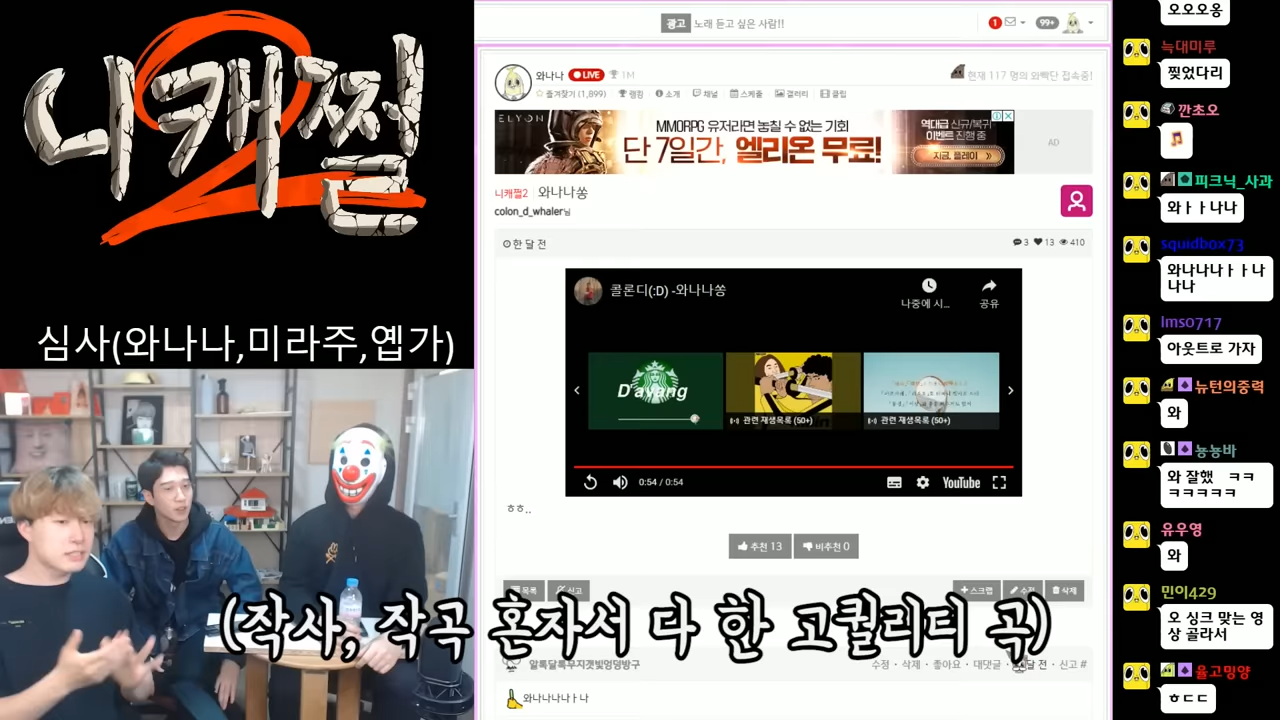 니캐쩔2
심사(와나나,미라주,옙가)
광고 노래 듣고 싶은 사람!!
1
99+
와나나 LIVE 1M
현재 117 명의 와빡단 접속중!
즐겨찾기 (1,899) 랭킹 소개 채널 스케줄 갤러리 클립
ELYON
MMORPG 유저라면 놓칠 수 없는 기회
단 7일간, 엘리온 무료!
역대급 신규/복귀
이벤트 진행 중
지금, 플레이
AD
니캐쩔2 와나나쏭
colon_d_whaler님
한 달 전
3 13 410
콜론디(:D) -와나나쏭
나중에 시... 공유
D'ayang
관련 재생목록 (50+)
관련 재생목록 (50+)
0:54 / 0:54
YouTube
ㅎㅎ..
추천 13 비추천 0
목록 신고 스크랩 수정 삭제
(작사, 작곡 혼자서 다 한 고퀄리티 곡)
알록달록무지갯빛엉덩방구
수정 · 삭제 · 좋아요 · 대댓글 · 한 달 전 · 신고 #
와나나나나ㅏ나
오오오옹
늑대미루
찢었다리
깐초오
피크닉_사과
와ㅏㅏ나나
squidbox73
와나나나ㅏㅏ나
나나
lms0717
아웃트로 가자
뉴턴의중력
와
뇽뇽바
와 잘했 ㅋㅋ
ㅋㅋㅋㅋㅋ
유우영
와
민이429
오 싱크 맞는 영
상 골라서
율고밍양
ㅎㄷㄷ